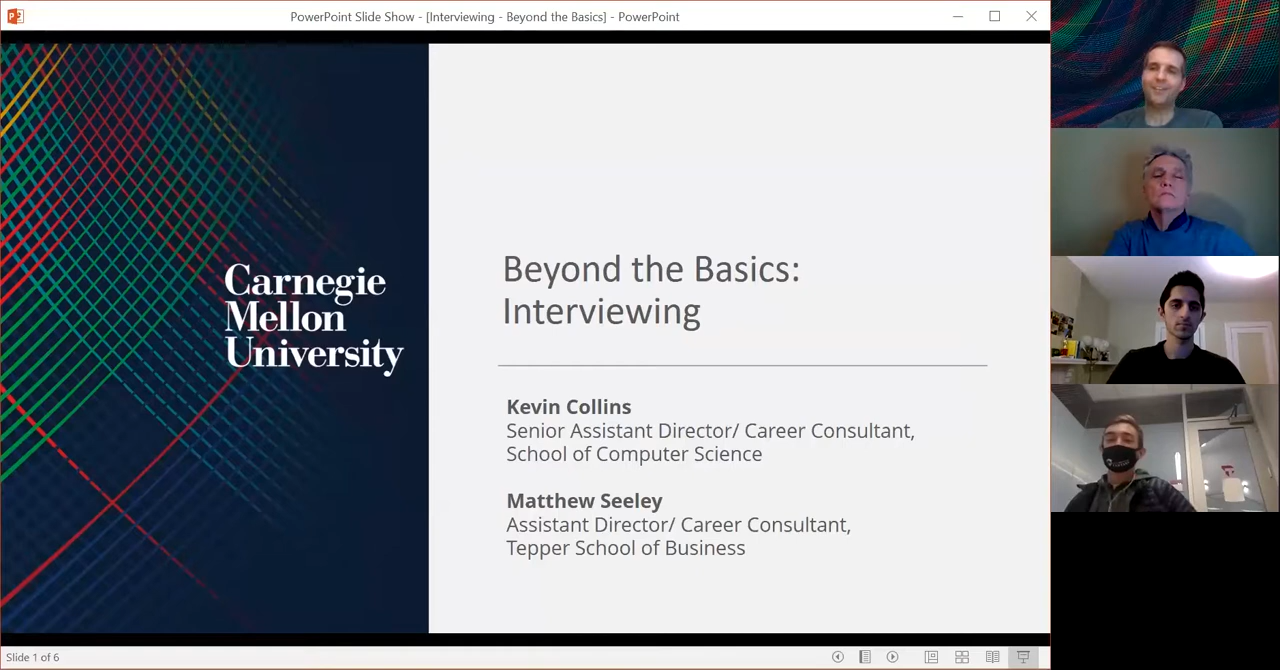 PowerPoint Slide Show - [Interviewing - Beyond the Basics] - PowerPoint
Carnegie
Mellon
University
Beyond the Basics:
Interviewing
Kevin Collins
Senior Assistant Director/ Career Consultant,
School of Computer Science
Matthew Seeley
Assistant Director/ Career Consultant,
Tepper School of Business
Slide 1 of 6